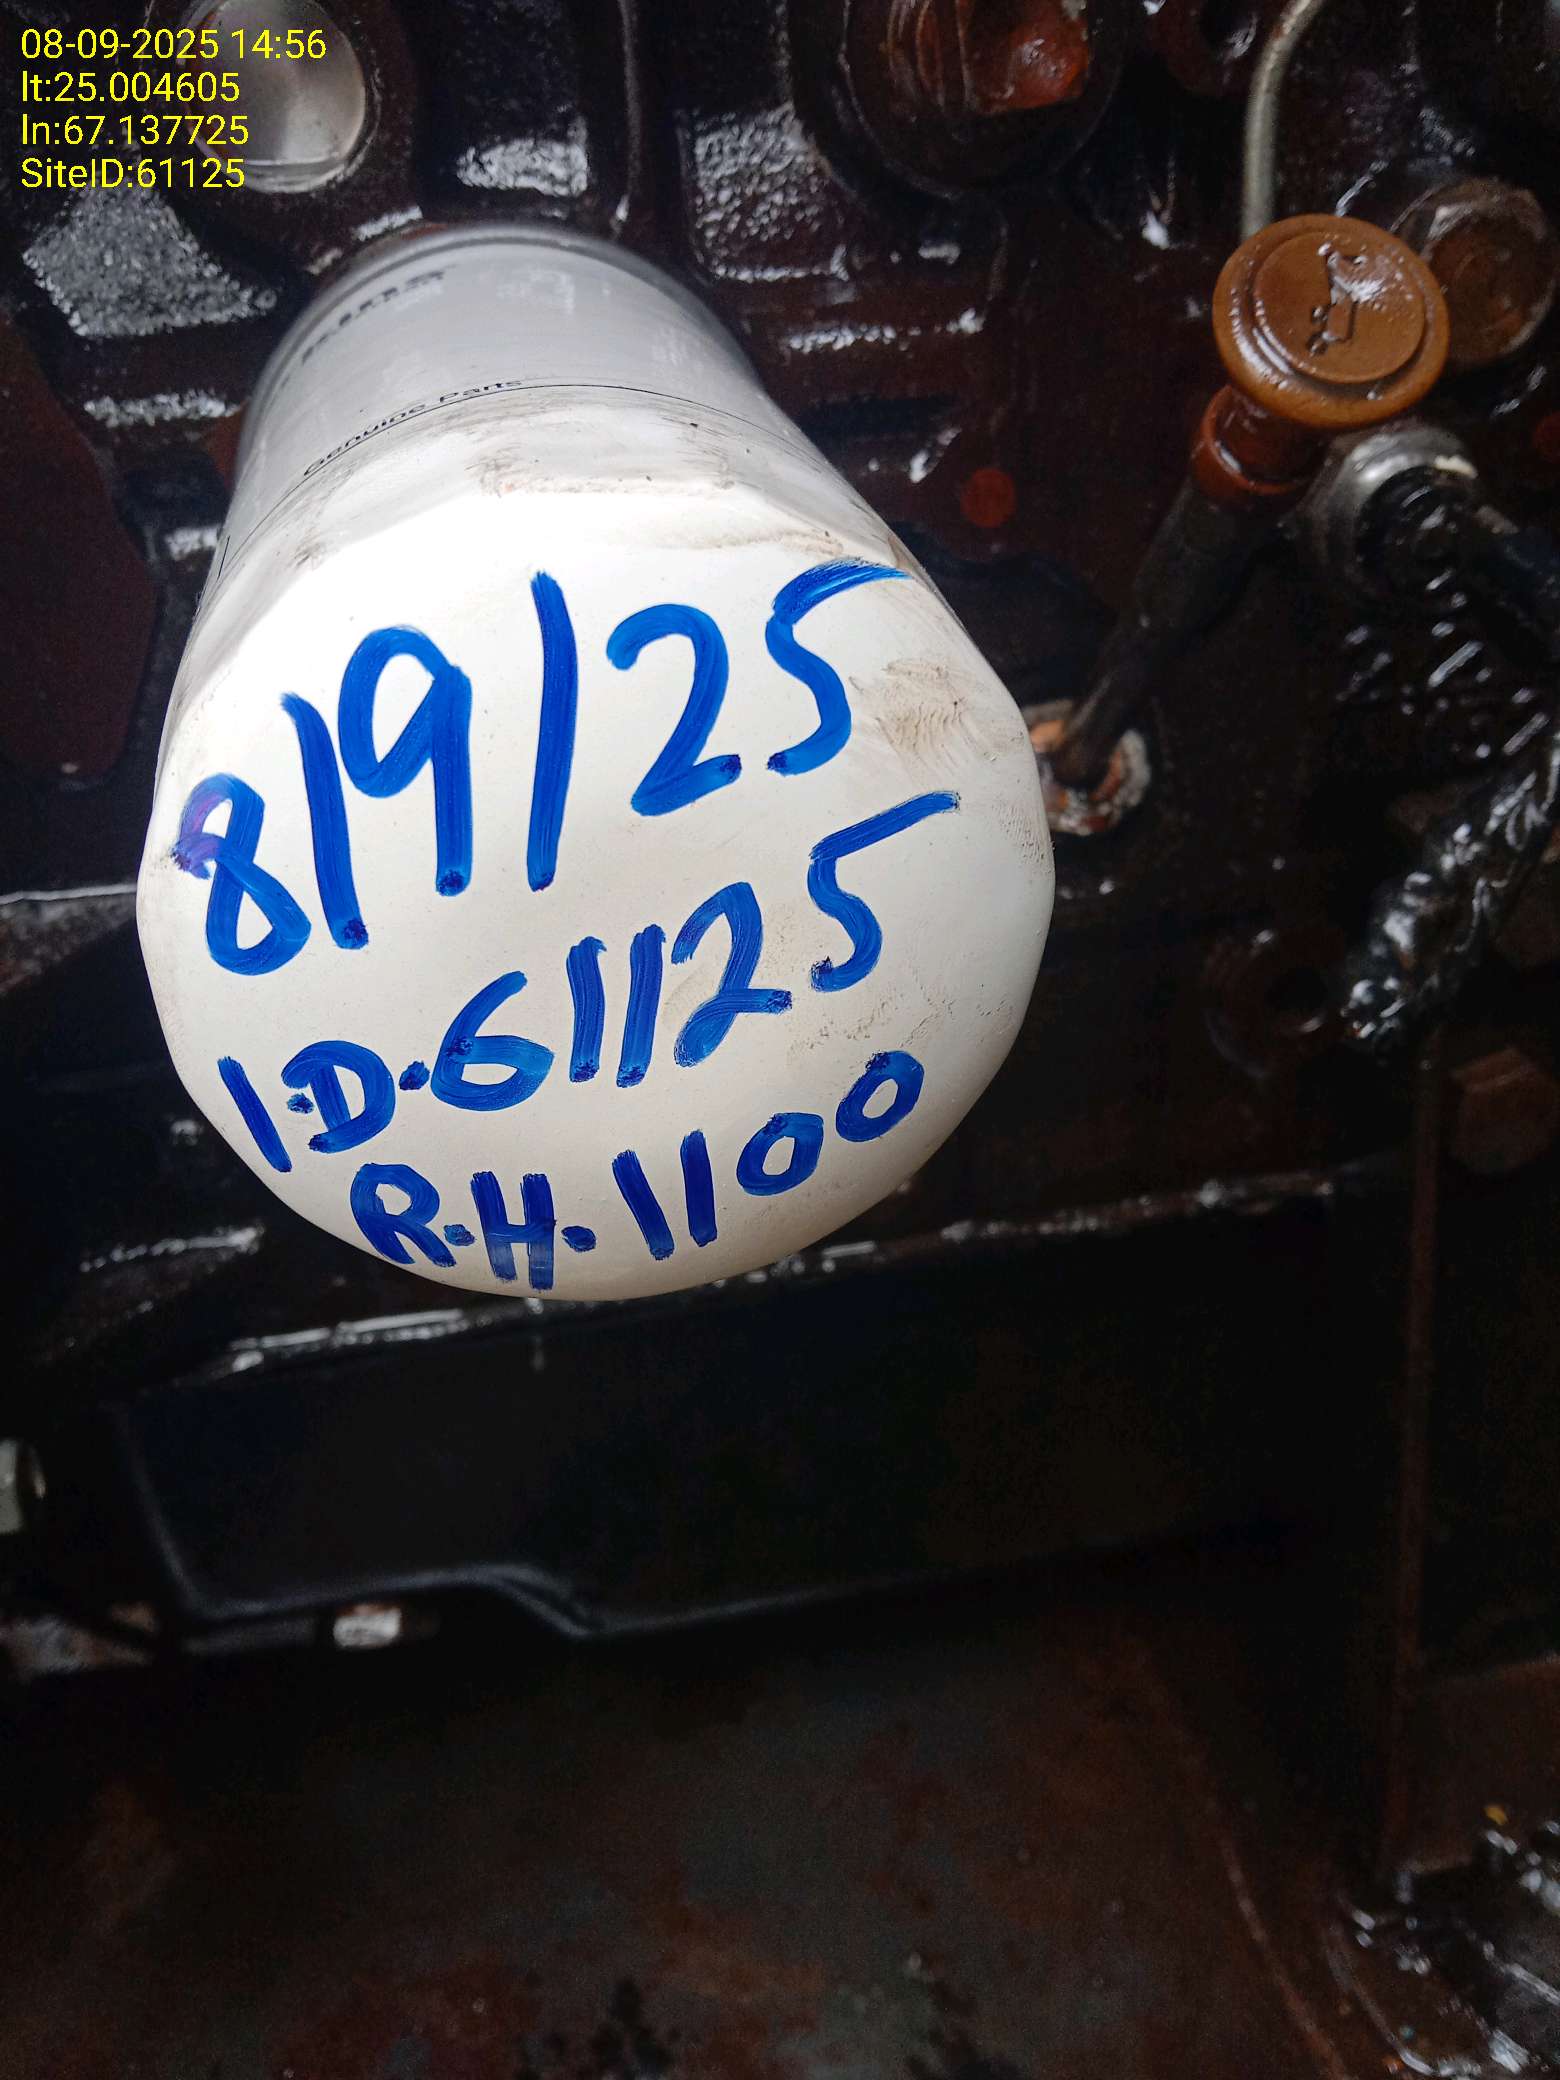 08-09-2025 14:56
lt:25.004605
ln:67.137725
SiteID:61125
Genuine Parts
8/9/25
I.D.61125
R.H.1100